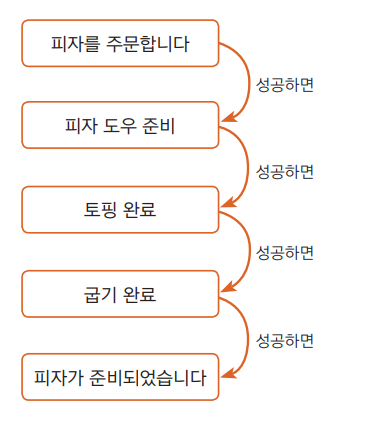 피자를 주문합니다
성공하면
피자 도우 준비
성공하면
토핑 완료
성공하면
굽기 완료
성공하면
피자가 준비되었습니다